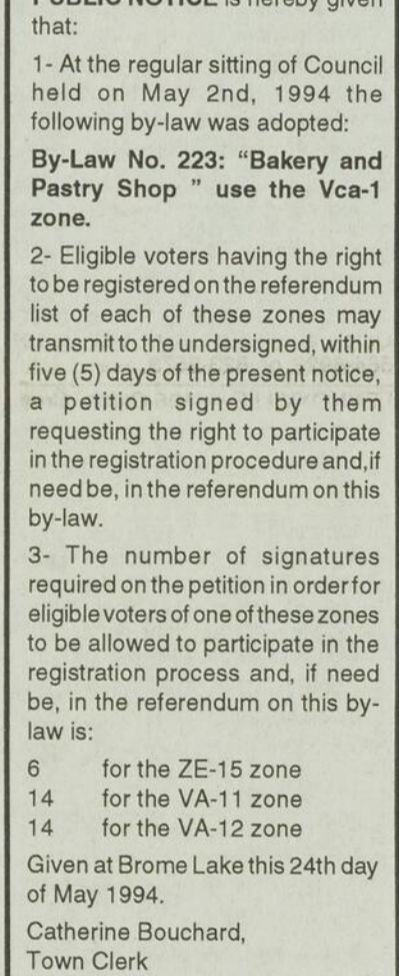 PUBLIC NOTICE is hereby given
that:
1- At the regular sitting of Council
held on May 2nd, 1994 the
following by-law was adopted:
By-Law No. 223: “Bakery and
Pastry Shop ” use the Vca-1
zone.
2- Eligible voters having the right
to be registered on the referendum
list of each of these zones may
transmit to the undersigned, within
five (5) days of the present notice,
a petition signed by them
requesting the right to participate
in the registration procedure and,if
need be, in the referendum on this
by-law.
3- The number of signatures
required on the petition in order for
eligible voters of one of these zones
to be allowed to participate in the
registration process and, if need
be, in the referendum on this by-
law is:
6 for the ZE-15 zone
14 for the VA-11 zone
14 for the VA-12 zone
Given at Brome Lake this 24th day
of May 1994.
Catherine Bouchard,
Town Clerk